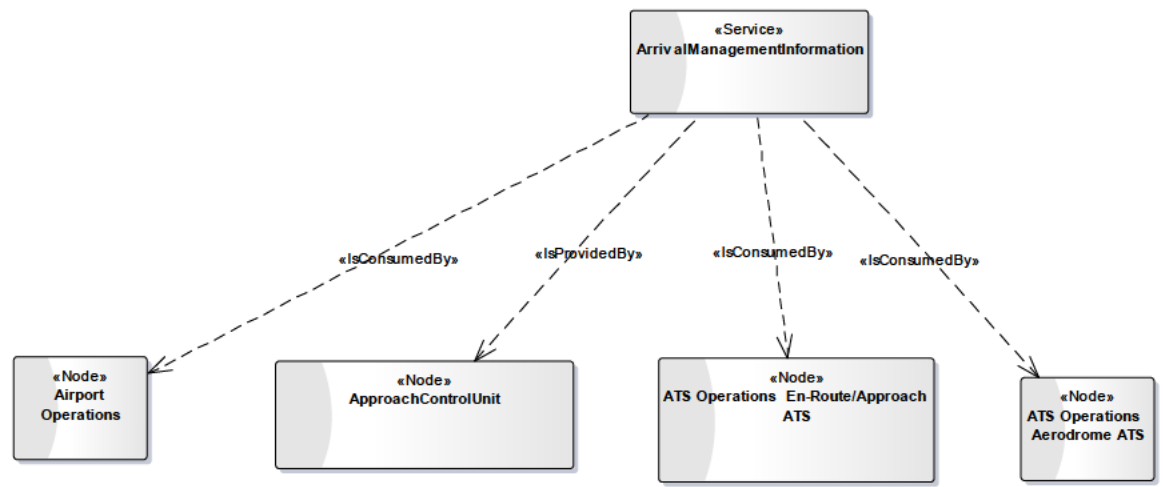 «Service»
ArrivalManagementInformation
«IsConsumedBy»
«IsProvidedBy»
«IsConsumedBy»
«IsConsumedBy»
«Node»
Airport
Operations
«Node»
ApproachControlUnit
«Node»
ATS Operations En-Route/Approach
ATS
«Node»
ATS Operations
Aerodrome ATS